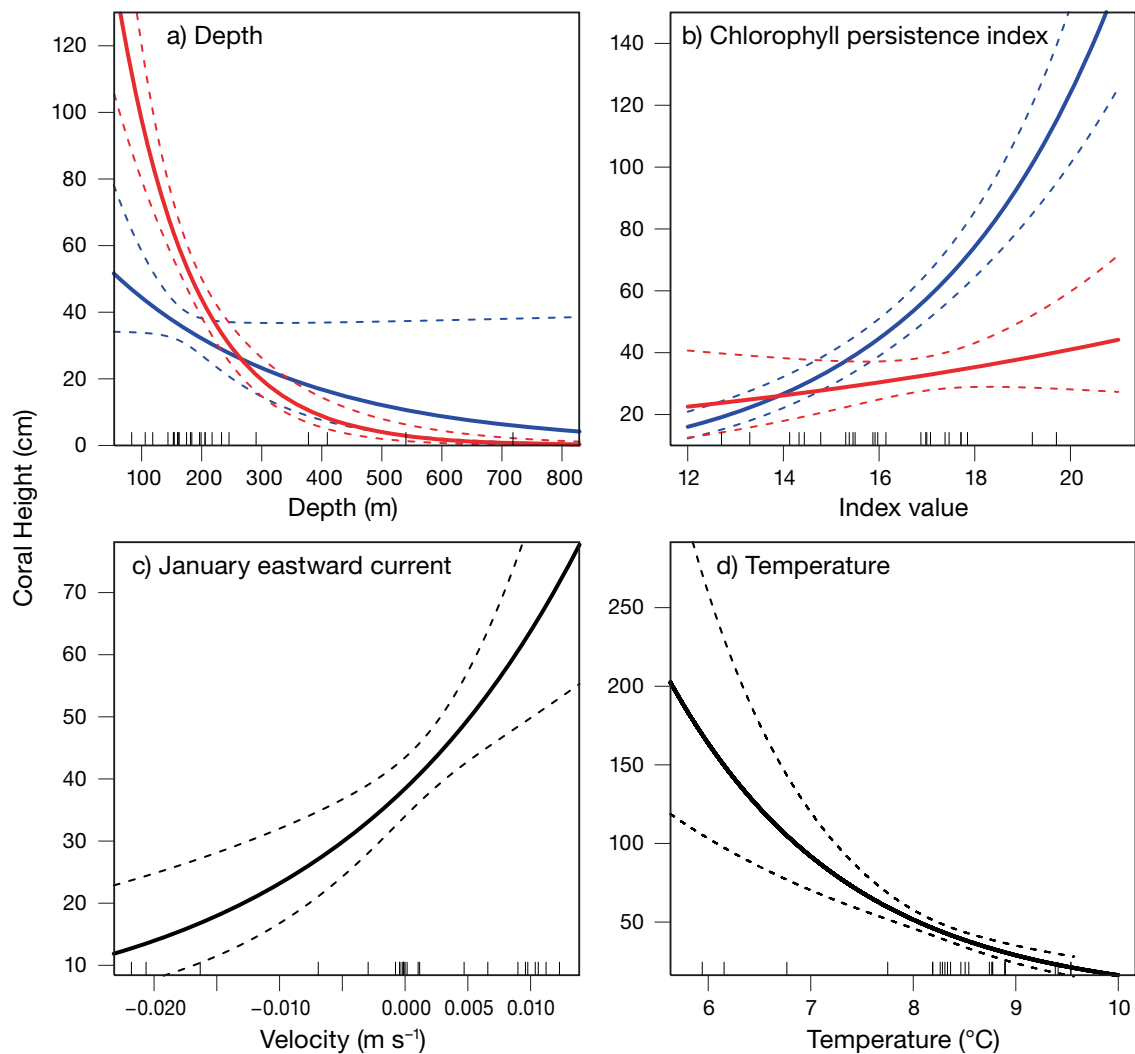 a) Depth
120
100
80
60
40
20
0
100 200 300 400 500 600 700 800
Depth (m)
b) Chlorophyll persistence index
140
120
100
80
60
40
20
12 14 16 18 20
Index value
Coral Height (cm)
c) January eastward current
70
60
50
40
30
20
10
−0.020 −0.010 0.000 0.005 0.010
Velocity (m s⁻¹)
d) Temperature
250
200
150
100
50
6 7 8 9 10
Temperature (°C)